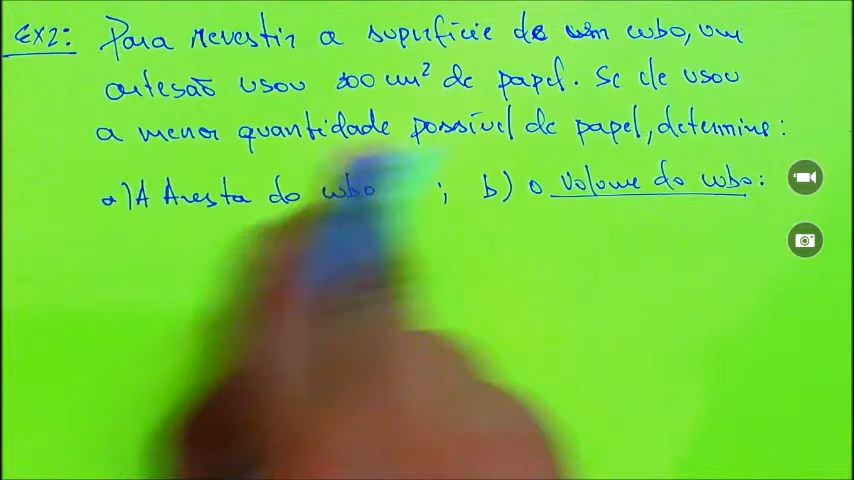 EX2: Para revestir a superfície de um cubo, um
artesão usou 300 cm² de papel. Se ele usou
a menor quantidade possível de papel, determine:
a) A Aresta do cubo ; b) o Volume do cubo: